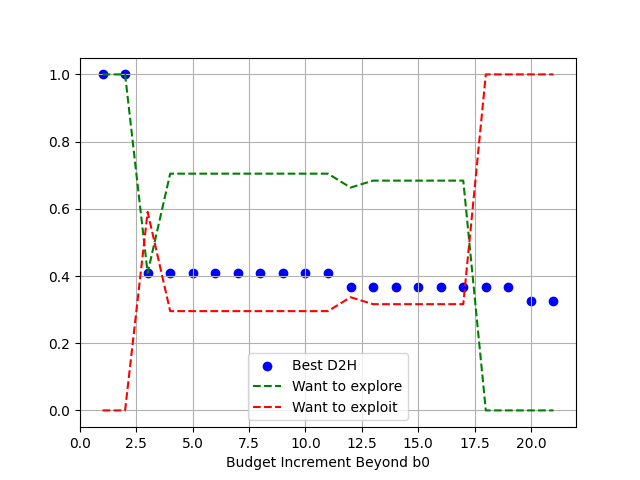 1.0
0.8
0.6
0.4
0.2
0.0
Best D2H
Want to explore
Want to exploit
0.0 2.5 5.0 7.5 10.0 12.5 15.0 17.5 20.0
Budget Increment Beyond b0